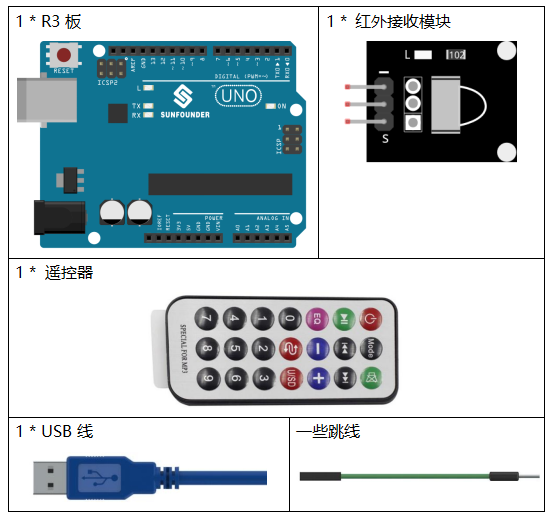 1 * R3 板
RESET
ICSP2
AREF
GND
13
12
~11
~10
~9
8
7
~6
~5
4
~3
2
TXD▶1
RXD◀0
DIGITAL (PWM~)
L
TX
RX
SUNFOUNDER
UNO
ON
1
ICSP
POWER
ANALOG IN
IOREF
RESET
3V3
5V
GND
GND
VIN
A0
A1
A2
A3
A4
A5
1 * 红外接收模块
L
102
S
1 * 遥控器
7
4
1
0
EQ
8
5
2
Mode
9
6
3
U/SD
SPECIAL FOR MP3
1 * USB 线
一些跳线